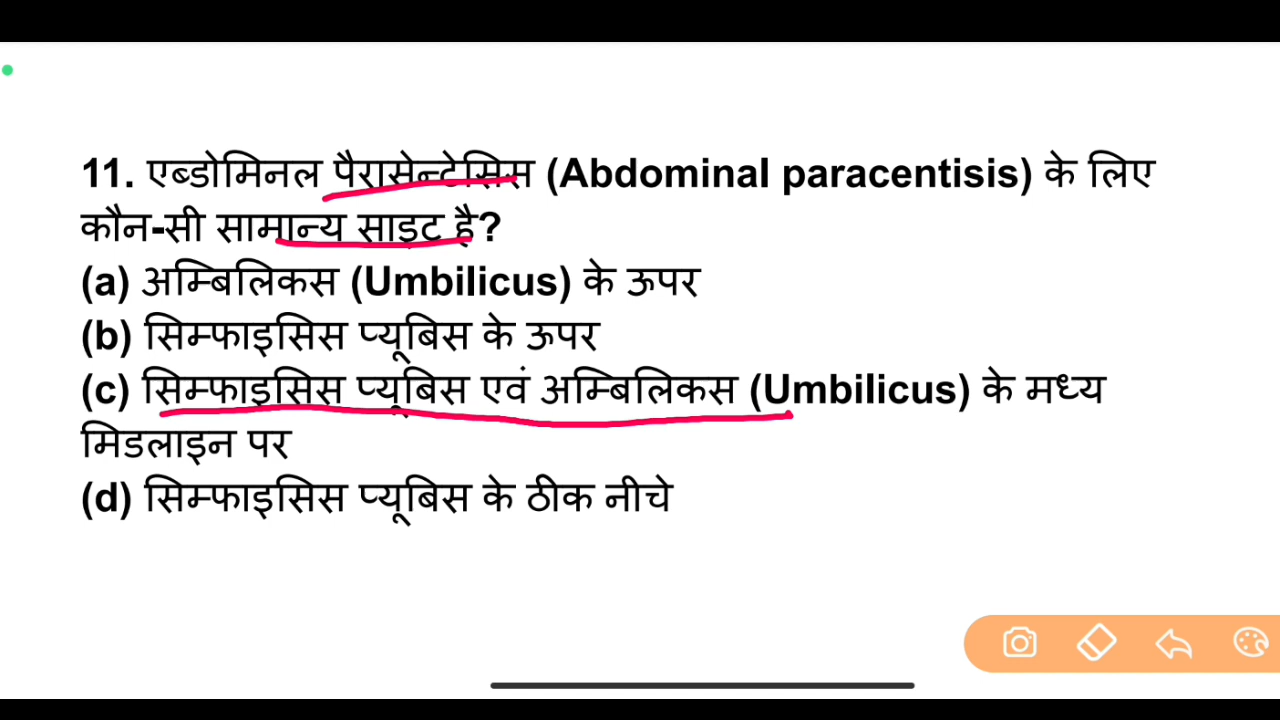 11. एब्डोमिनल पैरासेन्टेसिस (Abdominal paracentisis) के लिए
कौन-सी सामान्य साइट है?
(a) अम्बिलिकस (Umbilicus) के ऊपर
(b) सिम्फाइसिस प्यूबिस के ऊपर
(c) सिम्फाइसिस प्यूबिस एवं अम्बिलिकस (Umbilicus) के मध्य
मिडलाइन पर
(d) सिम्फाइसिस प्यूबिस के ठीक नीचे